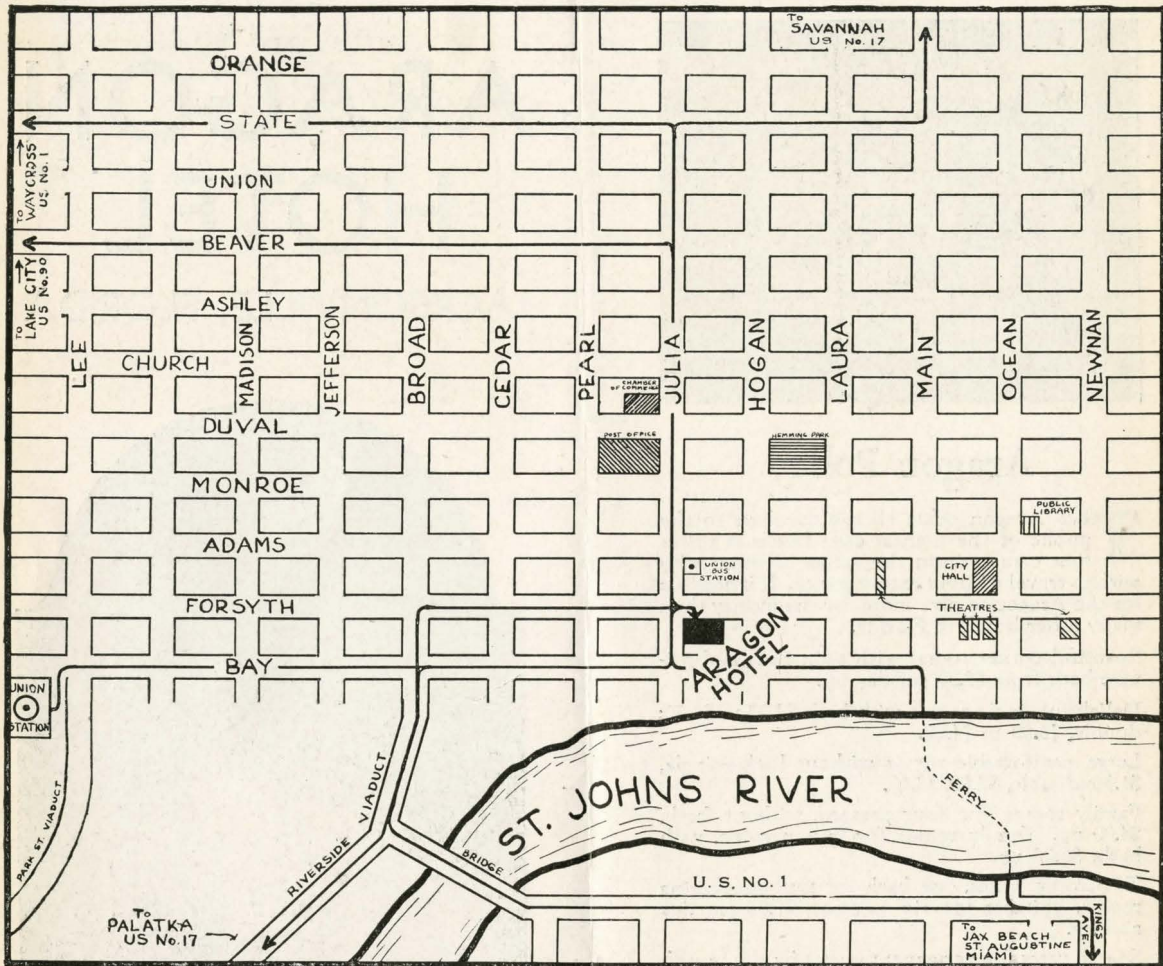 To
SAVANNAH
US No. 17
ORANGE
STATE
To
WAYCROSS
US. No. 1
UNION
BEAVER
To
LAKE CITY
US No. 90
ASHLEY
LEE
CHURCH
MADISON
JEFFERSON
BROAD
CEDAR
PEARL
JULIA
HOGAN
LAURA
MAIN
OCEAN
NEWNAN
CHAMBER
OF COMMERCE
DUVAL
POST OFFICE
HEMMING PARK
MONROE
PUBLIC
LIBRARY
ADAMS
UNION
BUS
STATION
CITY
HALL
FORSYTH
THEATRES
ARAGON
HOTEL
BAY
UNION
STATION
PARK ST. VIADUCT
RIVERSIDE VIADUCT
BRIDGE
ST. JOHNS RIVER
FERRY
U. S. No. 1
To
PALATKA
US No. 17
KINGS
AVE.
To
JAX BEACH
ST. AUGUSTINE
MIAMI